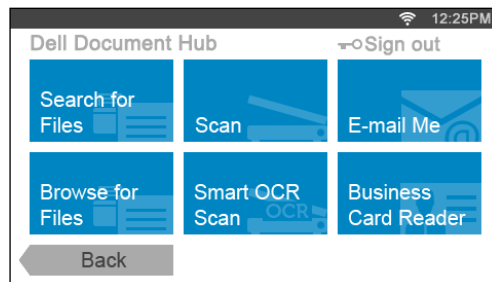 12:25PM
Dell Document Hub
Sign out
Search for
Files
Scan
E-mail Me
Browse for
Files
Smart OCR
Scan
OCR
Business
Card Reader
Back